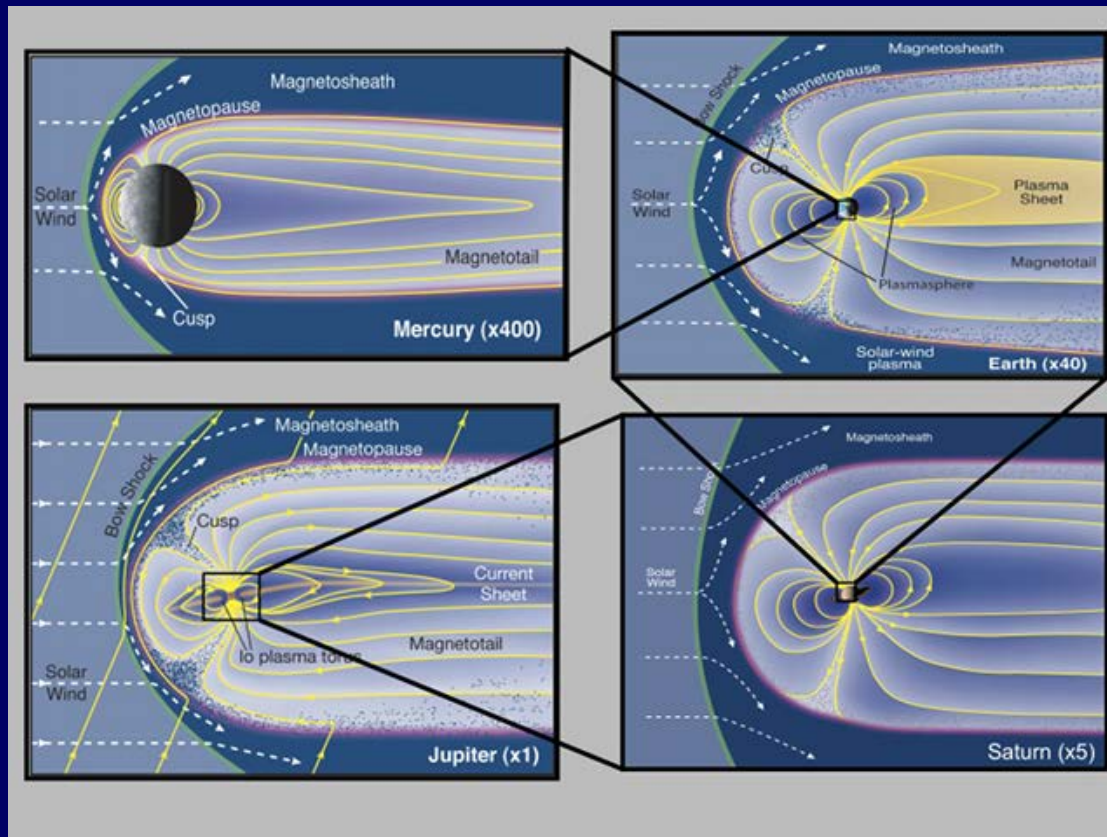 Magnetosheath
Magnetopause
Solar
Wind
Magnetotail
Cusp
Mercury (x400)
Magnetosheath
Magnetopause
Bow Shock
Cusp
Solar
Wind
Plasma
Sheet
Magnetotail
Plasmasphere
Solar-wind
plasma
Earth (x40)
Magnetosheath
Magnetopause
Bow Shock
Cusp
Current
Sheet
Io plasma torus
Magnetotail
Solar
Wind
Jupiter (x1)
Magnetosheath
Magnetopause
Bow Shock
Solar
Wind
Saturn (x5)